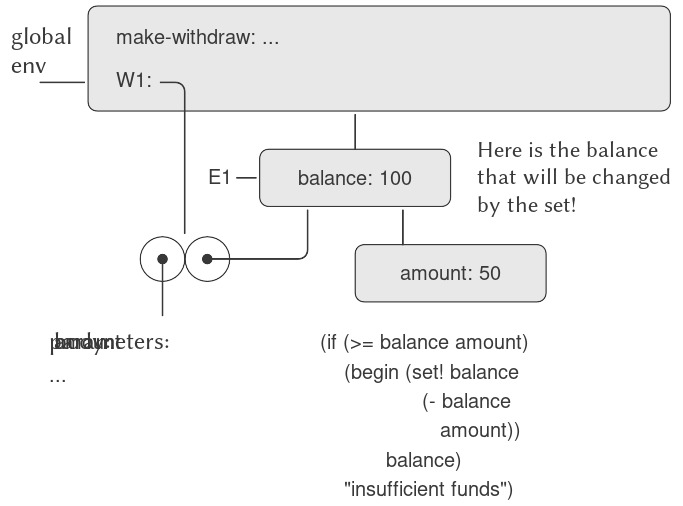 global
env
make-withdraw: ...
W1:
E1
balance: 100
Here is the balance
that will be changed
by the set!
amount: 50
parameters:
...
(if (>= balance amount)
(begin (set! balance
(- balance
amount))
balance)
"insufficient funds")